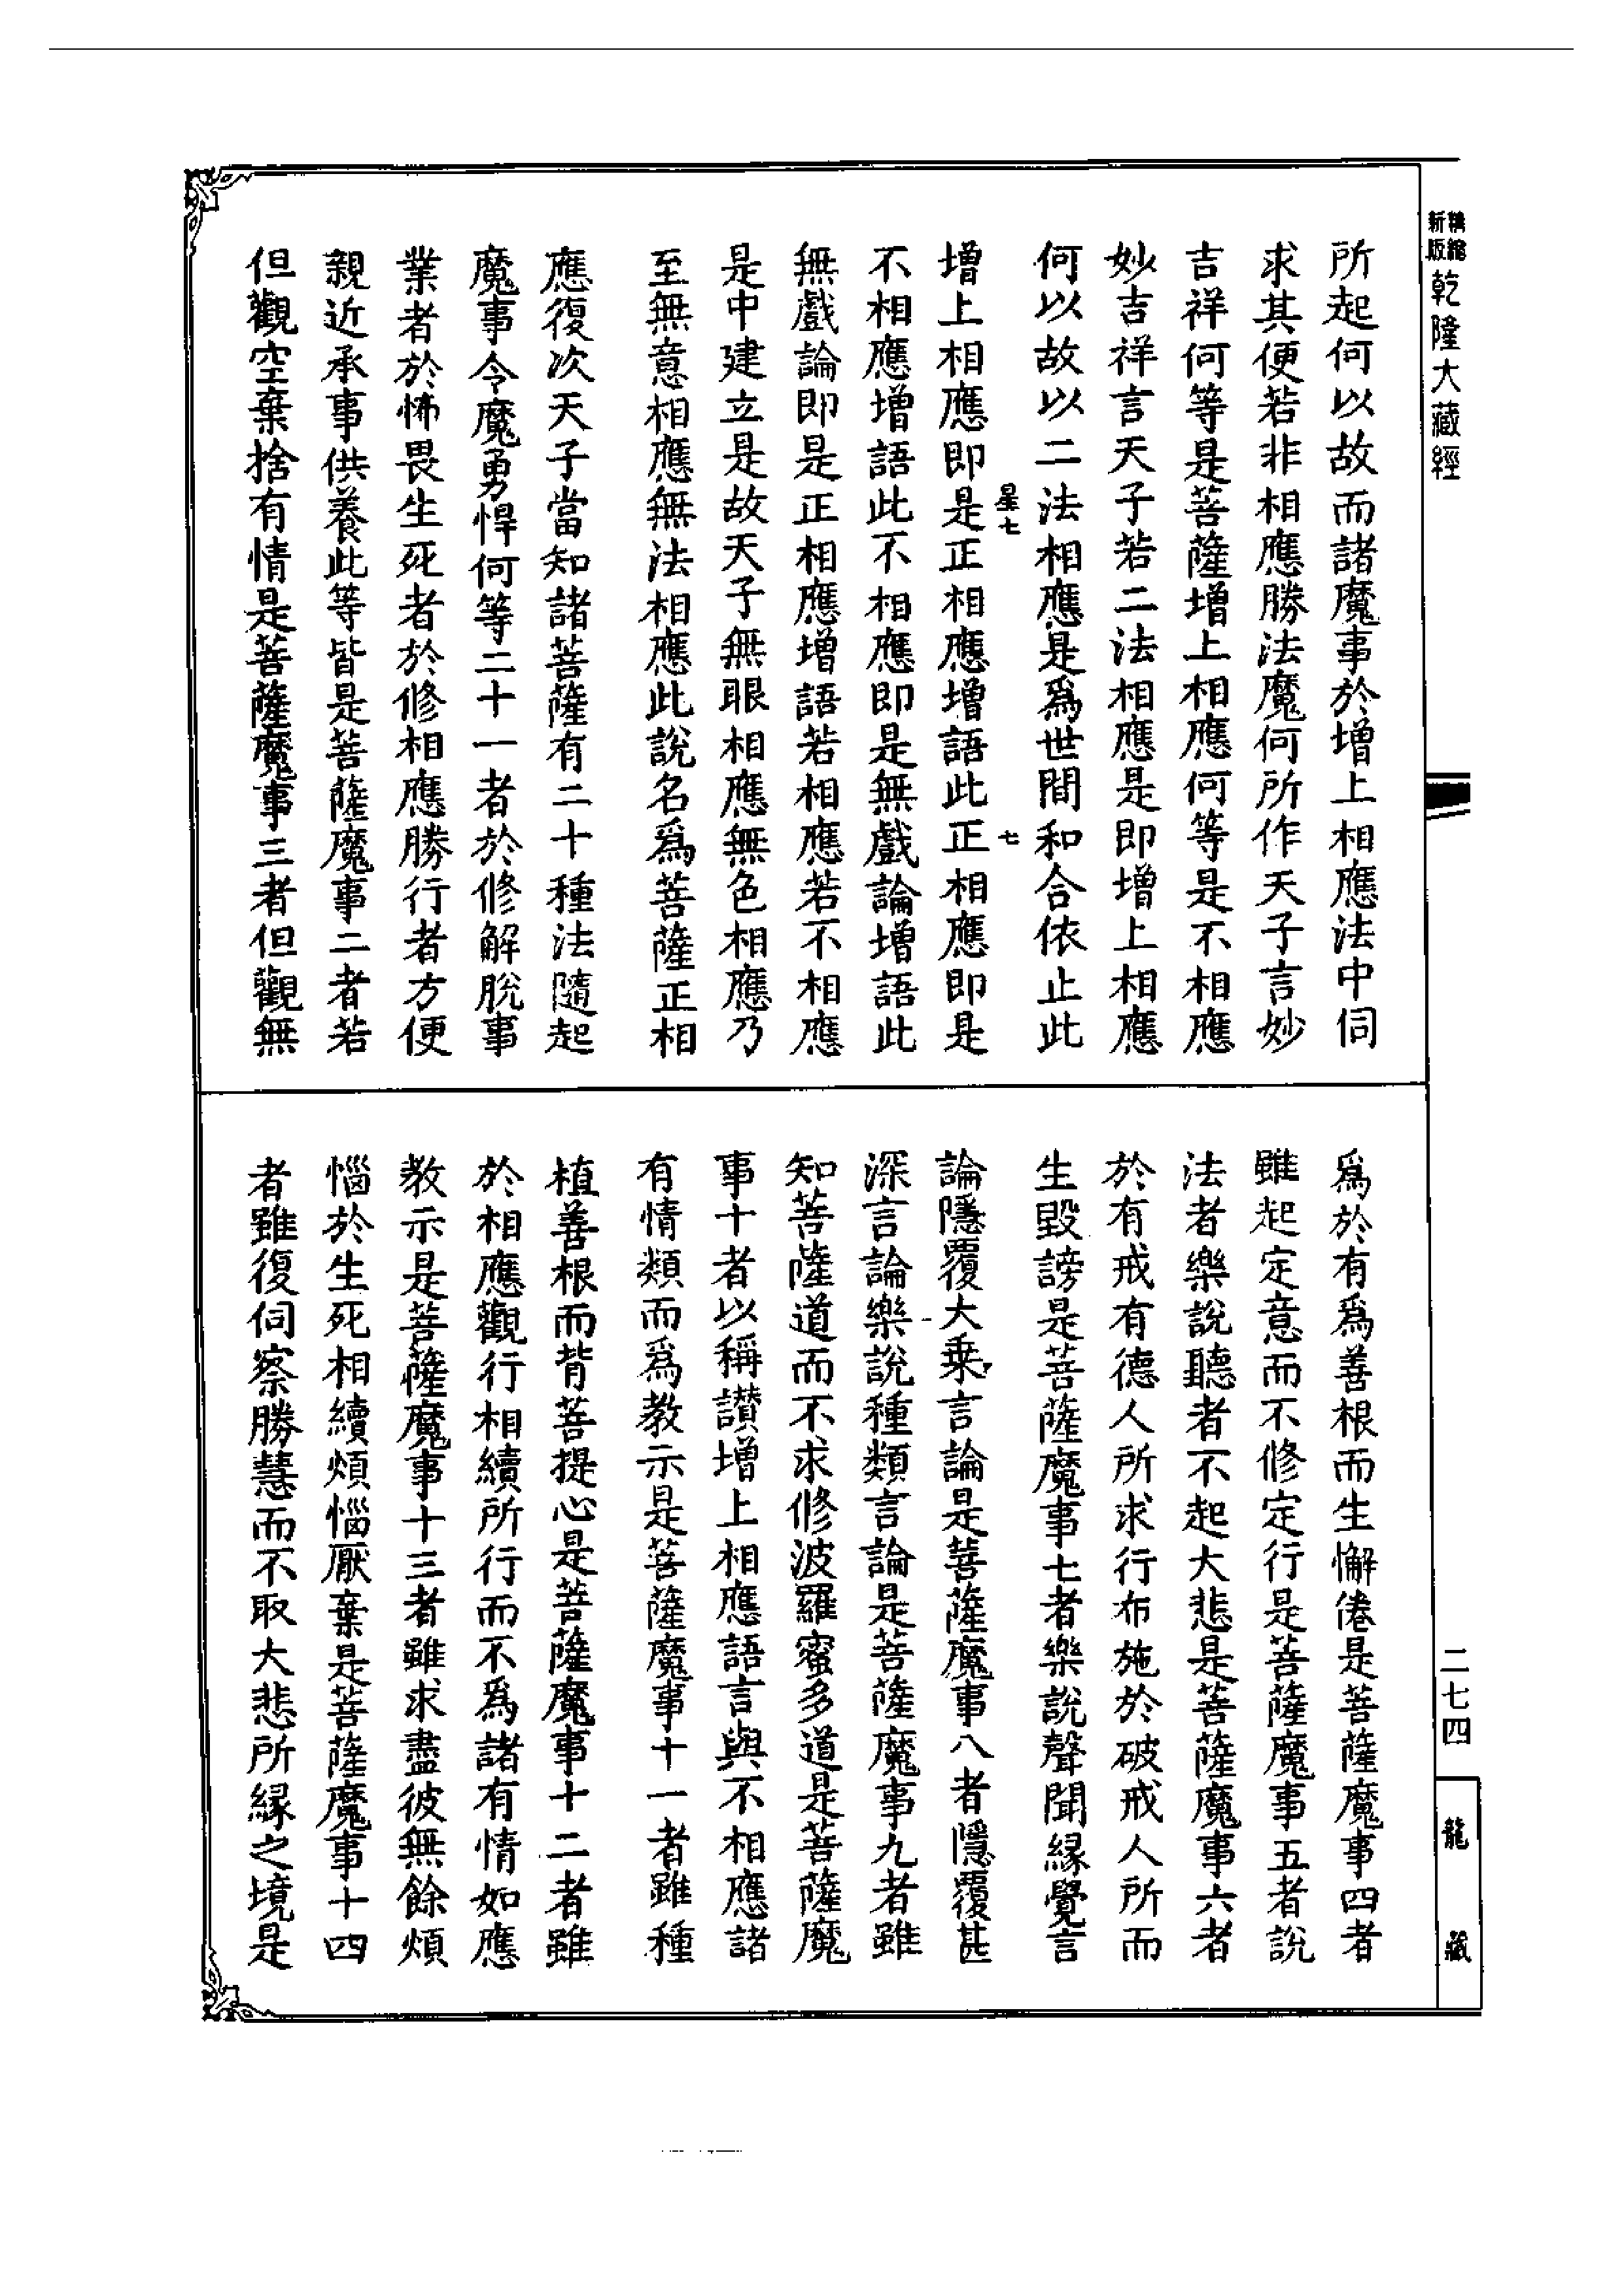 精縮新版乾隆大藏經
所起何以故而諸魔事於增上相應法中伺
求其便若非相應勝法魔何所作天子言妙
吉祥何等是菩薩增上相應何等是不相應
妙吉祥言天子若二法相應是即增上相應
何以故以二法相應是爲世間和合依止此
星七
七
增上相應即是正相應增語此正相應即是
不相應增語此不相應即是無戲論增語此
無戲論即是正相應增語若相應若不相應
是中建立是故天子無眼相應無色相應乃
至無意相應無法相應此說名爲菩薩正相
應復次天子當知諸菩薩有二十種法隨起
魔事令魔勇悍何等二十一者於修解脫事
業者於怖畏生死者於修相應勝行者方便
親近承事供養此等皆是菩薩魔事二者若
但觀空棄捨有情是菩薩魔事三者但觀無
爲於有爲善根而生懈倦是菩薩魔事四者
雖起定意而不修定行是菩薩魔事五者說
法者樂說聽者不起大悲是菩薩魔事六者
於有戒有德人所求行布施於破戒人所而
生毀謗是菩薩魔事七者樂說聲聞緣覺言
論隱覆大乘言論是菩薩魔事八者隱覆甚
深言論樂說種類言論是菩薩魔事九者雖
知菩薩道而不求修波羅蜜多道是菩薩魔
事十者以稱讃增上相應語言與不相應諸
有情類而爲教示是菩薩魔事十一者雖種
植善根而背菩提心是菩薩魔事十二者雖
於相應觀行相續所行而不爲諸有情如應
教示是菩薩魔事十三者雖求盡彼無餘煩
惱於生死相續煩惱厭棄是菩薩魔事十四
者雖復伺察勝慧而不取大悲所緣之境是
二七四
龍藏